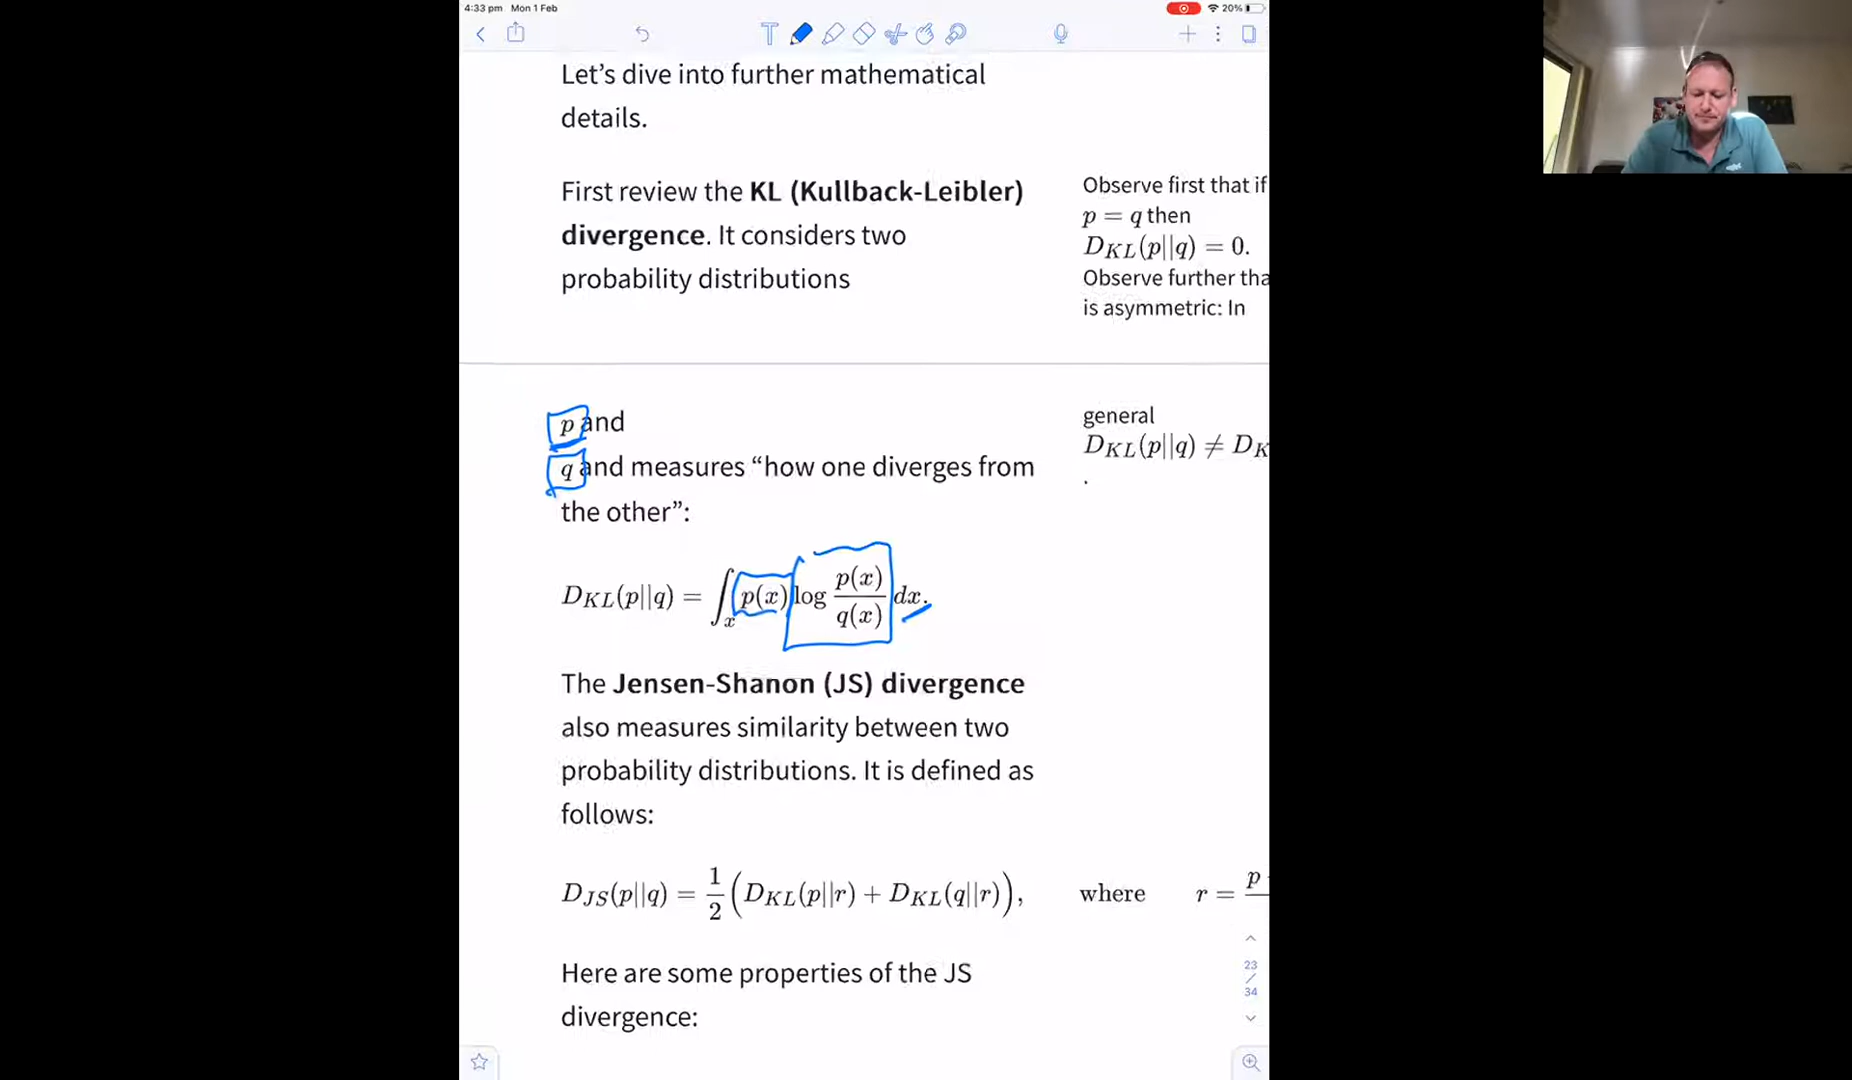 4:33 pm Mon 1 Feb
20%
Let's dive into further mathematical
details.
First review the KL (Kullback-Leibler)
divergence. It considers two
probability distributions
Observe first that if
p = q then
D_{KL}(p||q) = 0.
Observe further tha
is asymmetric: In
p and
q and measures “how one diverges from
the other”:
general
D_{KL}(p||q) ≠ D_K
.
D_{KL}(p||q) = ∫_x p(x) log \frac{p(x)}{q(x)} dx.
The Jensen-Shanon (JS) divergence
also measures similarity between two
probability distributions. It is defined as
follows:
D_{JS}(p||q) = \frac{1}{2} (D_{KL}(p||r) + D_{KL}(q||r)), where r = p
Here are some properties of the JS
divergence:
23
/
34